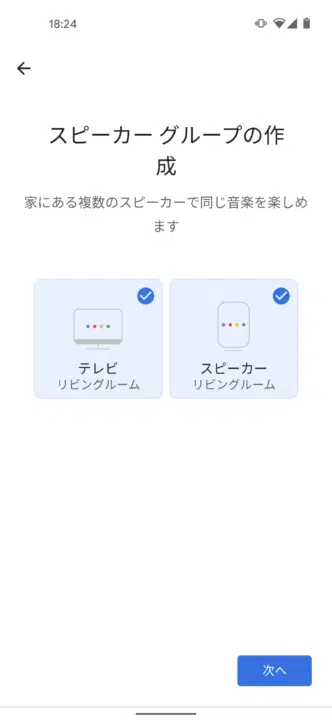 18:24
スピーカー グループの作
成
家にある複数のスピーカーで同じ音楽を楽しめ
ます
テレビ
リビングルーム
スピーカー
リビングルーム
次へ